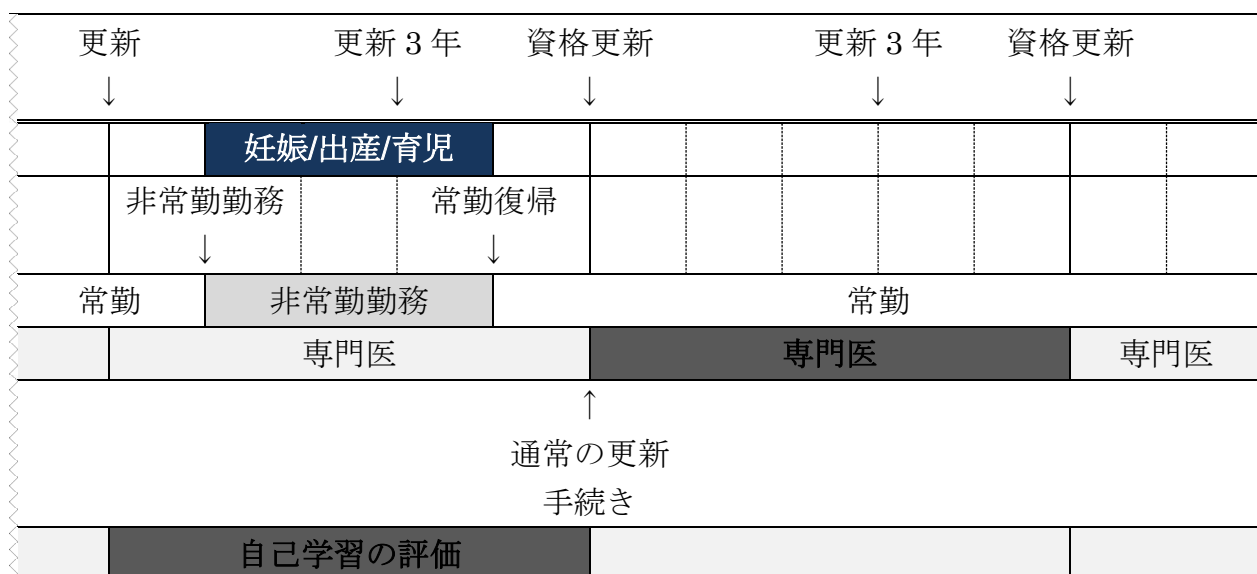 更新 更新 3 年 資格更新 更新 3 年 資格更新
↓ ↓ ↓ ↓ ↓
妊娠/出産/育児
非常勤勤務 常勤復帰
↓ ↓
常勤 非常勤勤務 常勤
専門医 専門医 専門医
↑
通常の更新
手続き
自己学習の評価